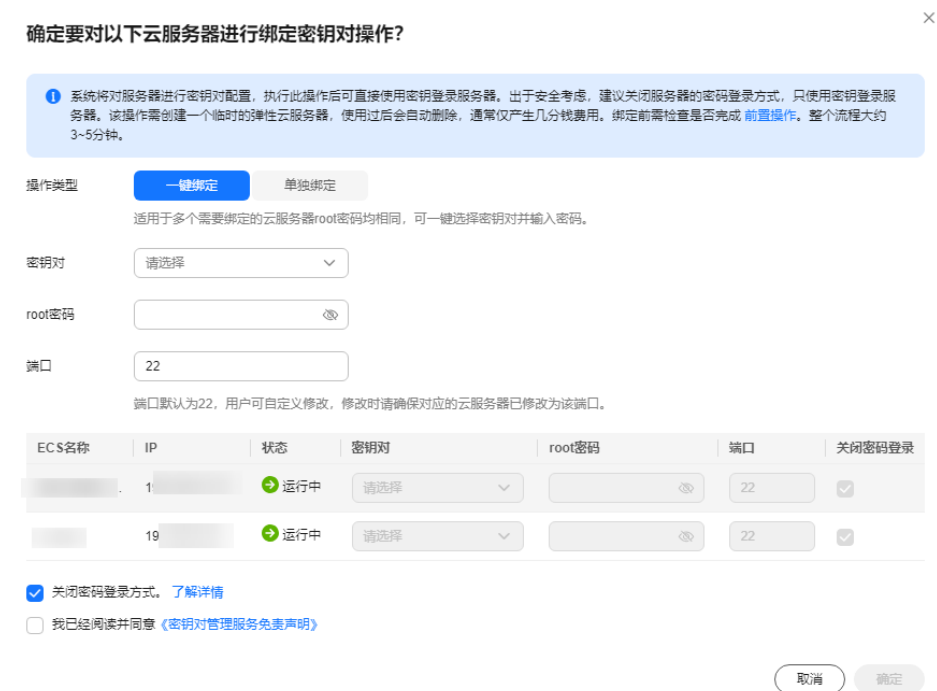 确定要对以下云服务器进行绑定密钥对操作?
系统将对服务器进行密钥对配置，执行此操作后可直接使用密钥登录服务器。出于安全考虑，建议关闭服务器的密码登录方式，只使用密钥登录服
务器。该操作需创建一个临时的弹性云服务器，使用过后会自动删除，通常仅产生几分钱费用。绑定前需检查是否完成 前置操作。整个流程大约
3~5分钟。
操作类型 一键绑定 单独绑定
适用于多个需要绑定的云服务器root密码均相同，可一键选择密钥对并输入密码。
密钥对 请选择
root密码
端口 22
端口默认为22，用户可自定义修改，修改时请确保对应的云服务器已修改为该端口。
ECS名称 IP 状态 密钥对 root密码 端口 关闭密码登录
运行中 请选择 22
19 运行中 请选择 22
关闭密码登录方式。 了解详情
我已经阅读并同意 《密钥对管理服务免责声明》
取消 确定